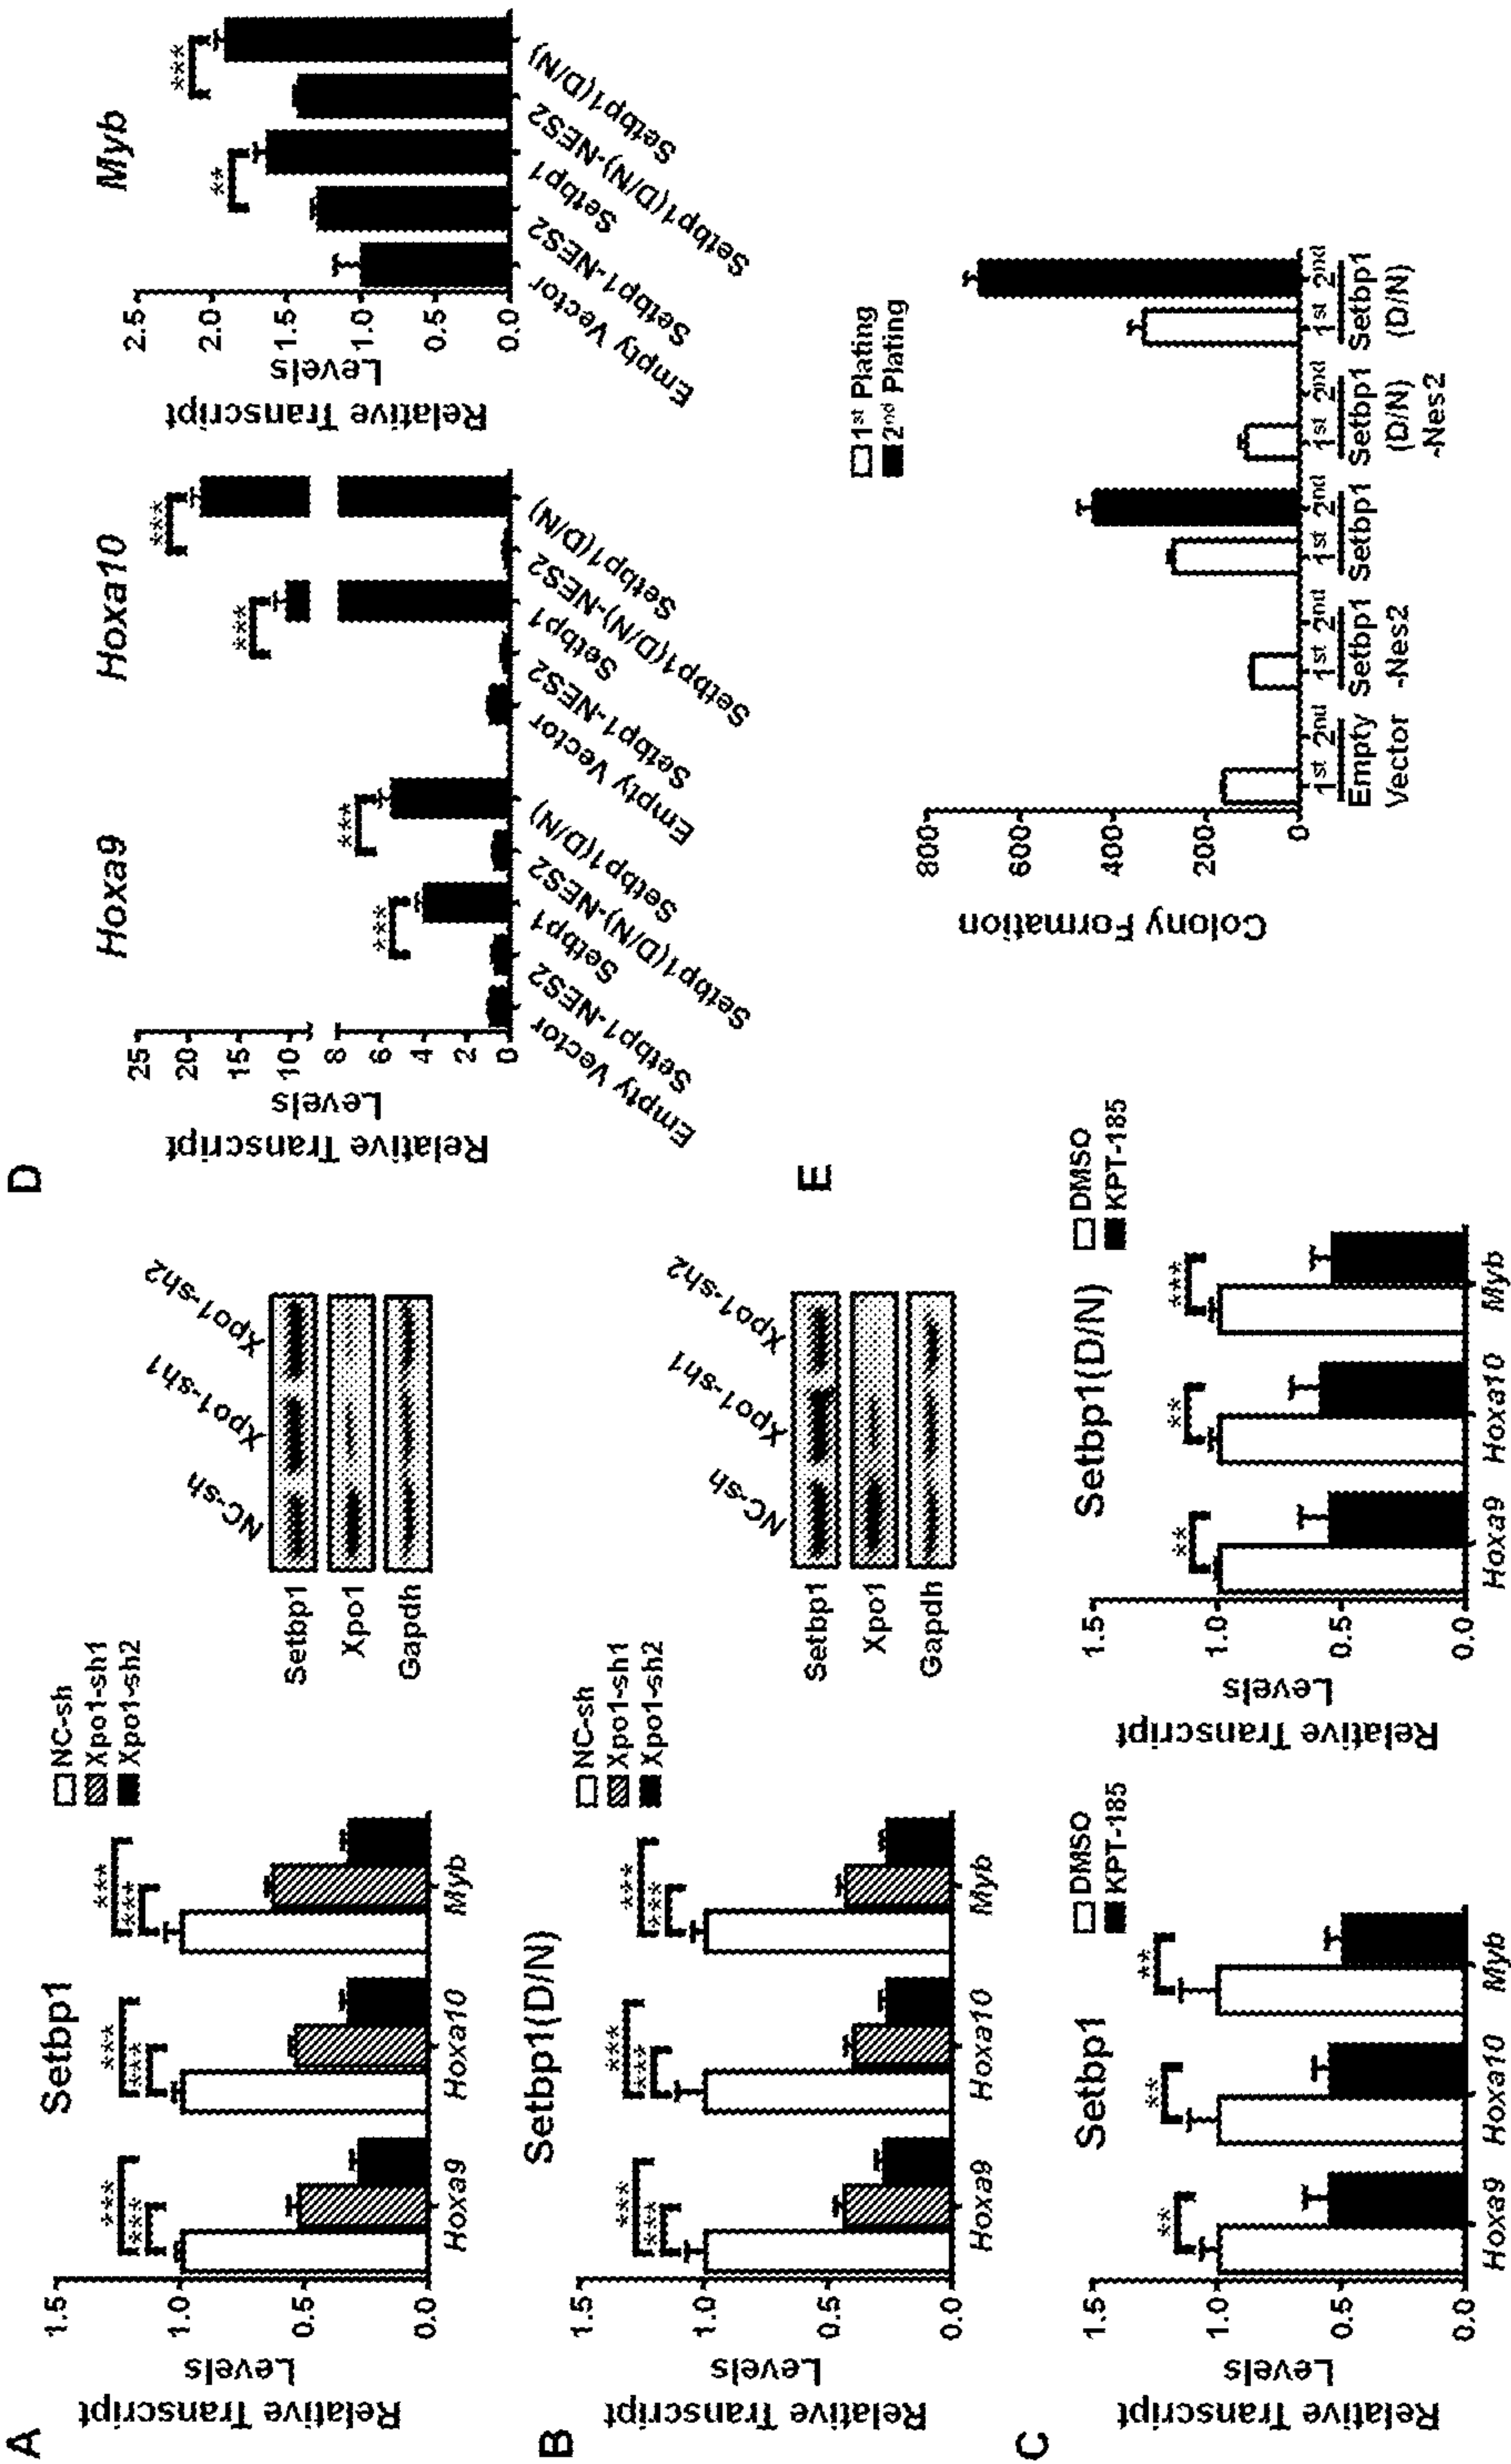 A
Setbp1
NC-sh
Xpo1-sh1
Xpo1-sh2
Relative Transcript
Levels
1.5
1.0
0.5
0.0
***
***
***
***
***
***
Hoxa9
Hoxa10
Myb
NC-sh
Xpo1-sh1
Xpo1-sh2
Setbp1
Xpo1
Gapdh
B
Setbp1(D/N)
NC-sh
Xpo1-sh1
Xpo1-sh2
Relative Transcript
Levels
1.5
1.0
0.5
0.0
***
***
***
***
***
***
Hoxa9
Hoxa10
Myb
NC-sh
Xpo1-sh1
Xpo1-sh2
Setbp1
Xpo1
Gapdh
C
Setbp1
DMSO
KPT-185
Relative Transcript
Levels
1.5
1.0
0.5
0.0
**
**
**
Hoxa9
Hoxa10
Myb
Setbp1(D/N)
DMSO
KPT-185
Relative Transcript
Levels
1.5
1.0
0.5
0.0
**
**
***
Hoxa9
Hoxa10
Myb
D
Hoxa9
Hoxa10
Relative Transcript
Levels
25
20
15
10
8
6
4
2
0
***
***
***
***
Empty Vector
Setbp1-NES2
Setbp1
Setbp1(D/N)-NES2
Setbp1(D/N)
Empty Vector
Setbp1-NES2
Setbp1
Setbp1(D/N)-NES2
Setbp1(D/N)
Myb
Relative Transcript
Levels
2.5
2.0
1.5
1.0
0.5
0.0
**
***
Empty Vector
Setbp1-NES2
Setbp1
Setbp1(D/N)-NES2
Setbp1(D/N)
E
1st Plating
2nd Plating
Colony Formation
800
600
400
200
0
1st 2nd 1st 2nd 1st 2nd 1st 2nd 1st 2nd
Empty Setbp1 Setbp1 Setbp1 Setbp1
Vector -Nes2 (D/N) (D/N)
-Nes2